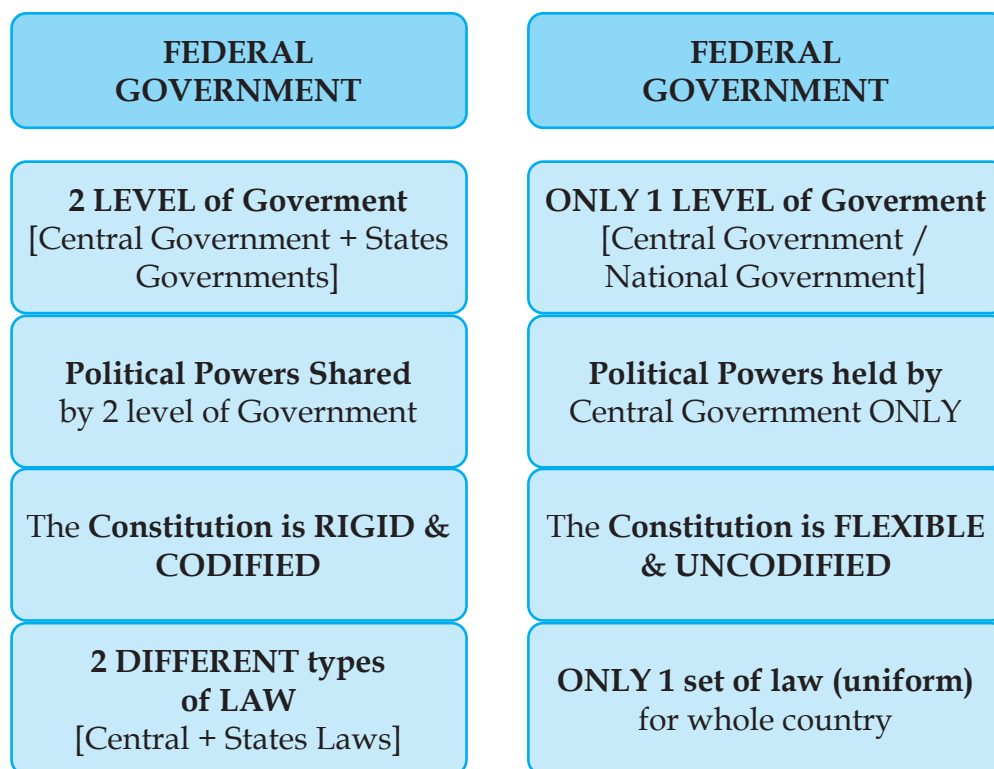 FEDERAL
GOVERNMENT
2 LEVEL of Goverment
[Central Government + States
Governments]
Political Powers Shared
by 2 level of Government
The Constitution is RIGID &
CODIFIED
2 DIFFERENT types
of LAW
[Central + States Laws]
FEDERAL
GOVERNMENT
ONLY 1 LEVEL of Goverment
[Central Government /
National Government]
Political Powers held by
Central Government ONLY
The Constitution is FLEXIBLE
& UNCODIFIED
ONLY 1 set of law (uniform)
for whole country